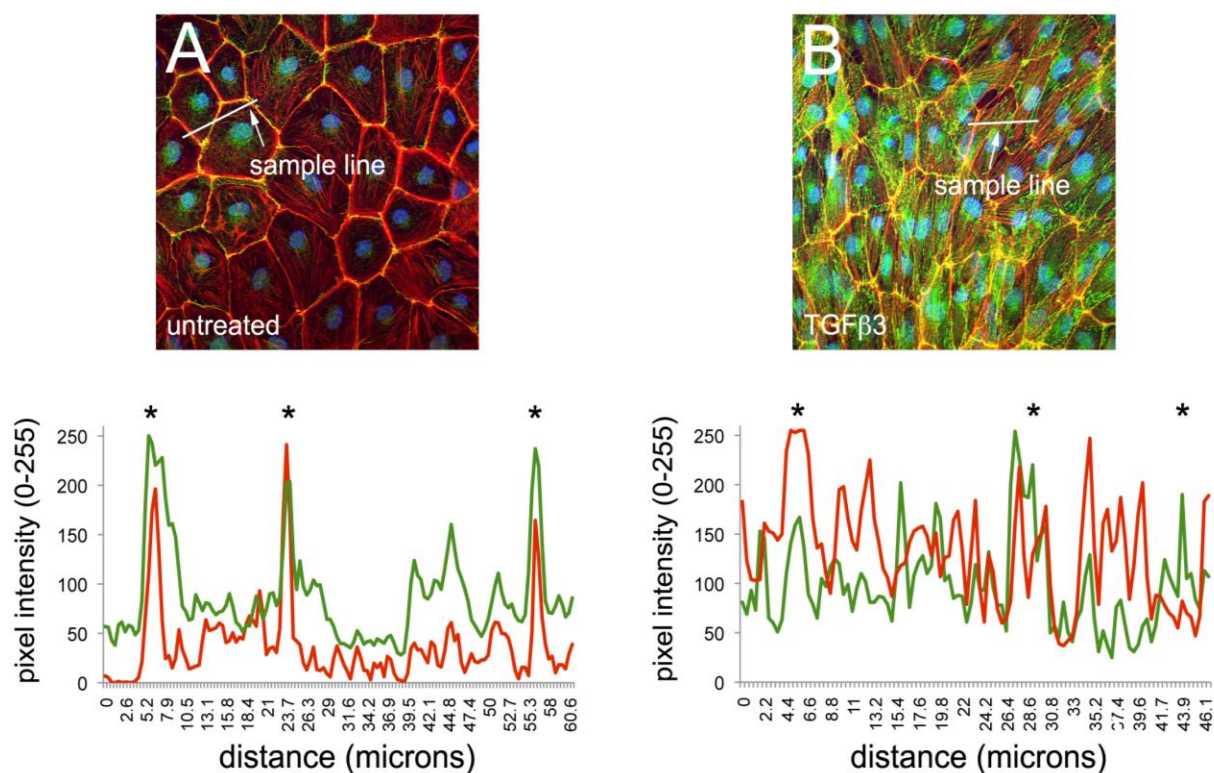 A
sample line
untreated
B
sample line
TGFβ3
* * *
pixel intensity (0-255)
250
200
150
100
50
0
0 2.6 5.2 7.9 10.5 13.1 15.8 18.4 21 23.7 26.3 29 31.6 34.2 36.9 39.5 42.1 44.8 47.4 50 52.7 55.3 58 60.6
distance (microns)
* * *
pixel intensity (0-255)
250
200
150
100
50
0
0 2.2 4.4 6.6 8.8 11 13.2 15.4 17.6 19.8 22 24.2 26.4 28.6 30.8 33 35.2 37.4 39.6 41.7 43.9 46.1
distance (microns)